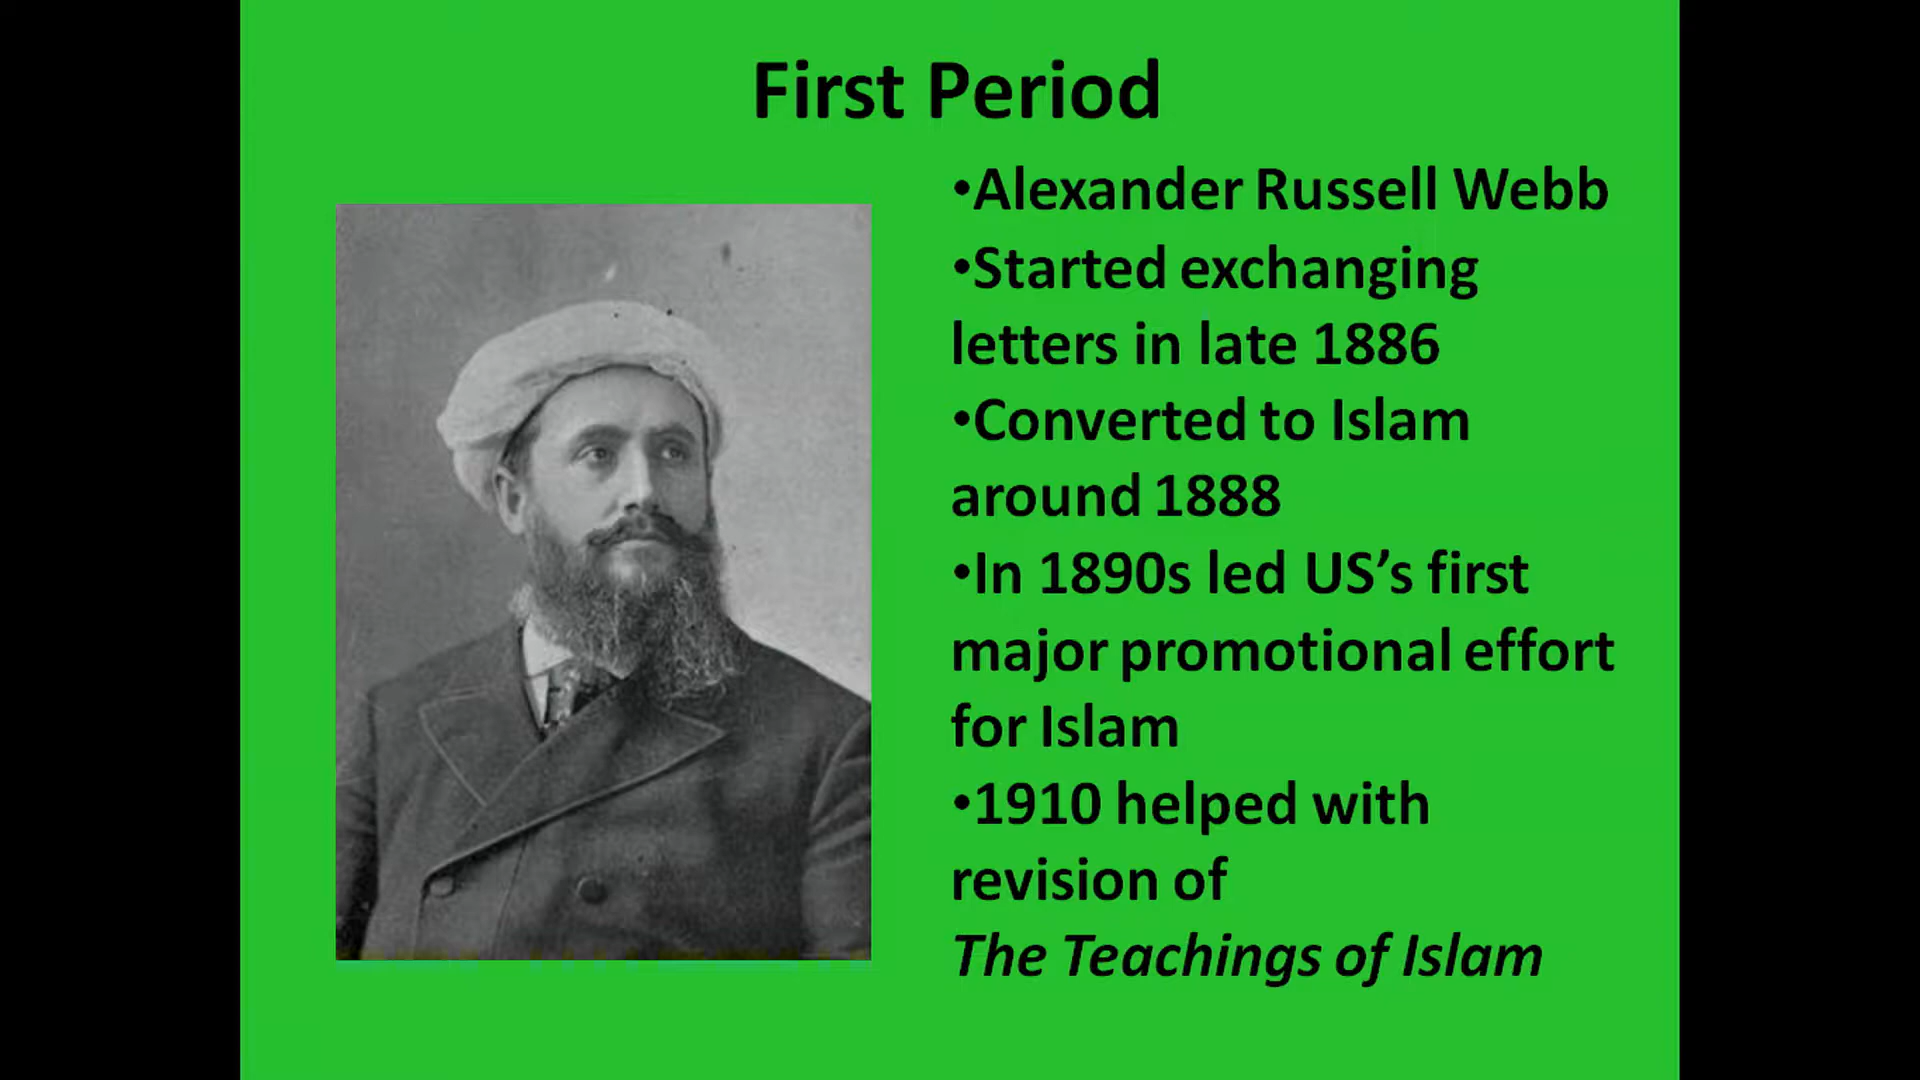 First Period
•Alexander Russell Webb
•Started exchanging
letters in late 1886
•Converted to Islam
around 1888
•In 1890s led US’s first
major promotional effort
for Islam
•1910 helped with
revision of
The Teachings of Islam